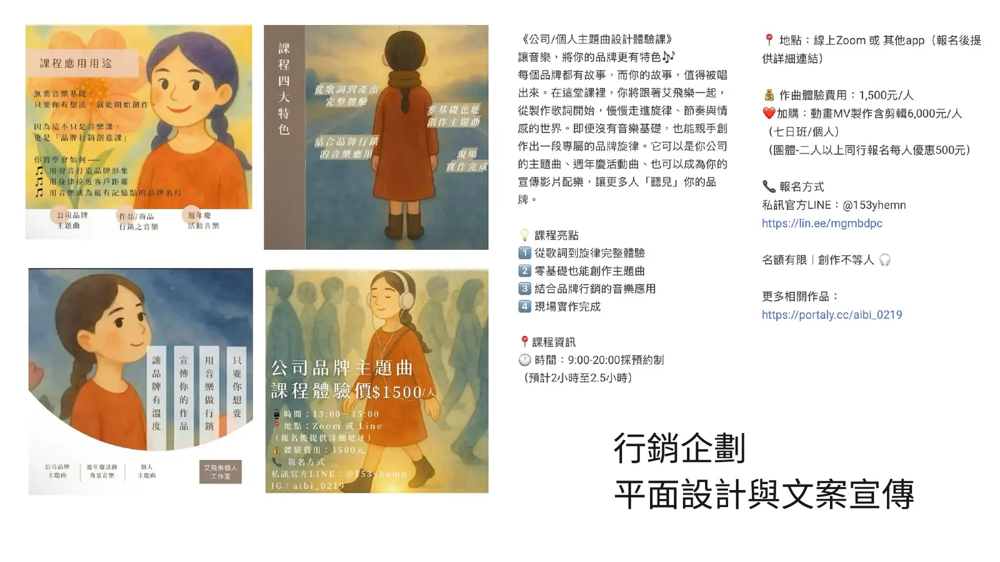 課程應用用途
無需音樂基礎，
只要你有想法，就能開始創作。
因為這不只是音樂課，
更是「品牌行銷創意課」
你將學會如何——
🎵 用聲音打造品牌形象
🎵 用旋律拉近客戶距離
🎵 用音樂成為最有記憶點的品牌名片
公司品牌
主題曲
作品/商品
行銷之音樂
週年慶
活動音樂
課程四大特色
從歌詞到產出
完整體驗
零基礎也能
創作主題曲
結合品牌行銷
的音樂應用
現場
實作完成
只要你想要
用音樂做行銷
宣傳你的作品
讓品牌有溫度
公司品牌
主題曲
週年慶活動
背景音樂
個人
主題曲
艾飛樂個人
工作室
公司品牌主題曲
課程體驗價$1500/人
⌚時間：13:00－15:00
📍地點：Zoom 或 Line
（報名後提供詳細地址）
💰體驗費用：1500元
📞 報名方式
私訊官方LINE：@153yhemn
IG：aibi_0219
《公司/個人主題曲設計體驗課》
讓音樂，將你的品牌更有特色🎶
每個品牌都有故事，而你的故事，值得被唱
出來。在這堂課裡，你將跟著艾飛樂一起，
從製作歌詞開始，慢慢走進旋律、節奏與情
感的世界。即便沒有音樂基礎，也能親手創
作出一段專屬的品牌旋律。它可以是你公司
的主題曲、週年慶活動曲、也可以成為你的
宣傳影片配樂，讓更多人「聽見」你的品
牌。
💡 課程亮點
1️⃣ 從歌詞到旋律完整體驗
2️⃣ 零基礎也能創作主題曲
3️⃣ 結合品牌行銷的音樂應用
4️⃣ 現場實作完成
📍課程資訊
🕐 時間：9:00-20:00採預約制
（預計2小時至2.5小時）
📍 地點：線上Zoom 或 其他app（報名後提
供詳細連結）
💰 作曲體驗費用：1,500元/人
❤️加購：動畫MV製作含剪輯6,000元/人
（七日班/個人）
（團體-二人以上同行報名每人優惠500元）
📞 報名方式
私訊官方LINE：@153yhemn
https://lin.ee/mgmbdpc
名額有限｜創作不等人 🎧
更多相關作品：
https://portaly.cc/aibi_0219
行銷企劃
平面設計與文案宣傳